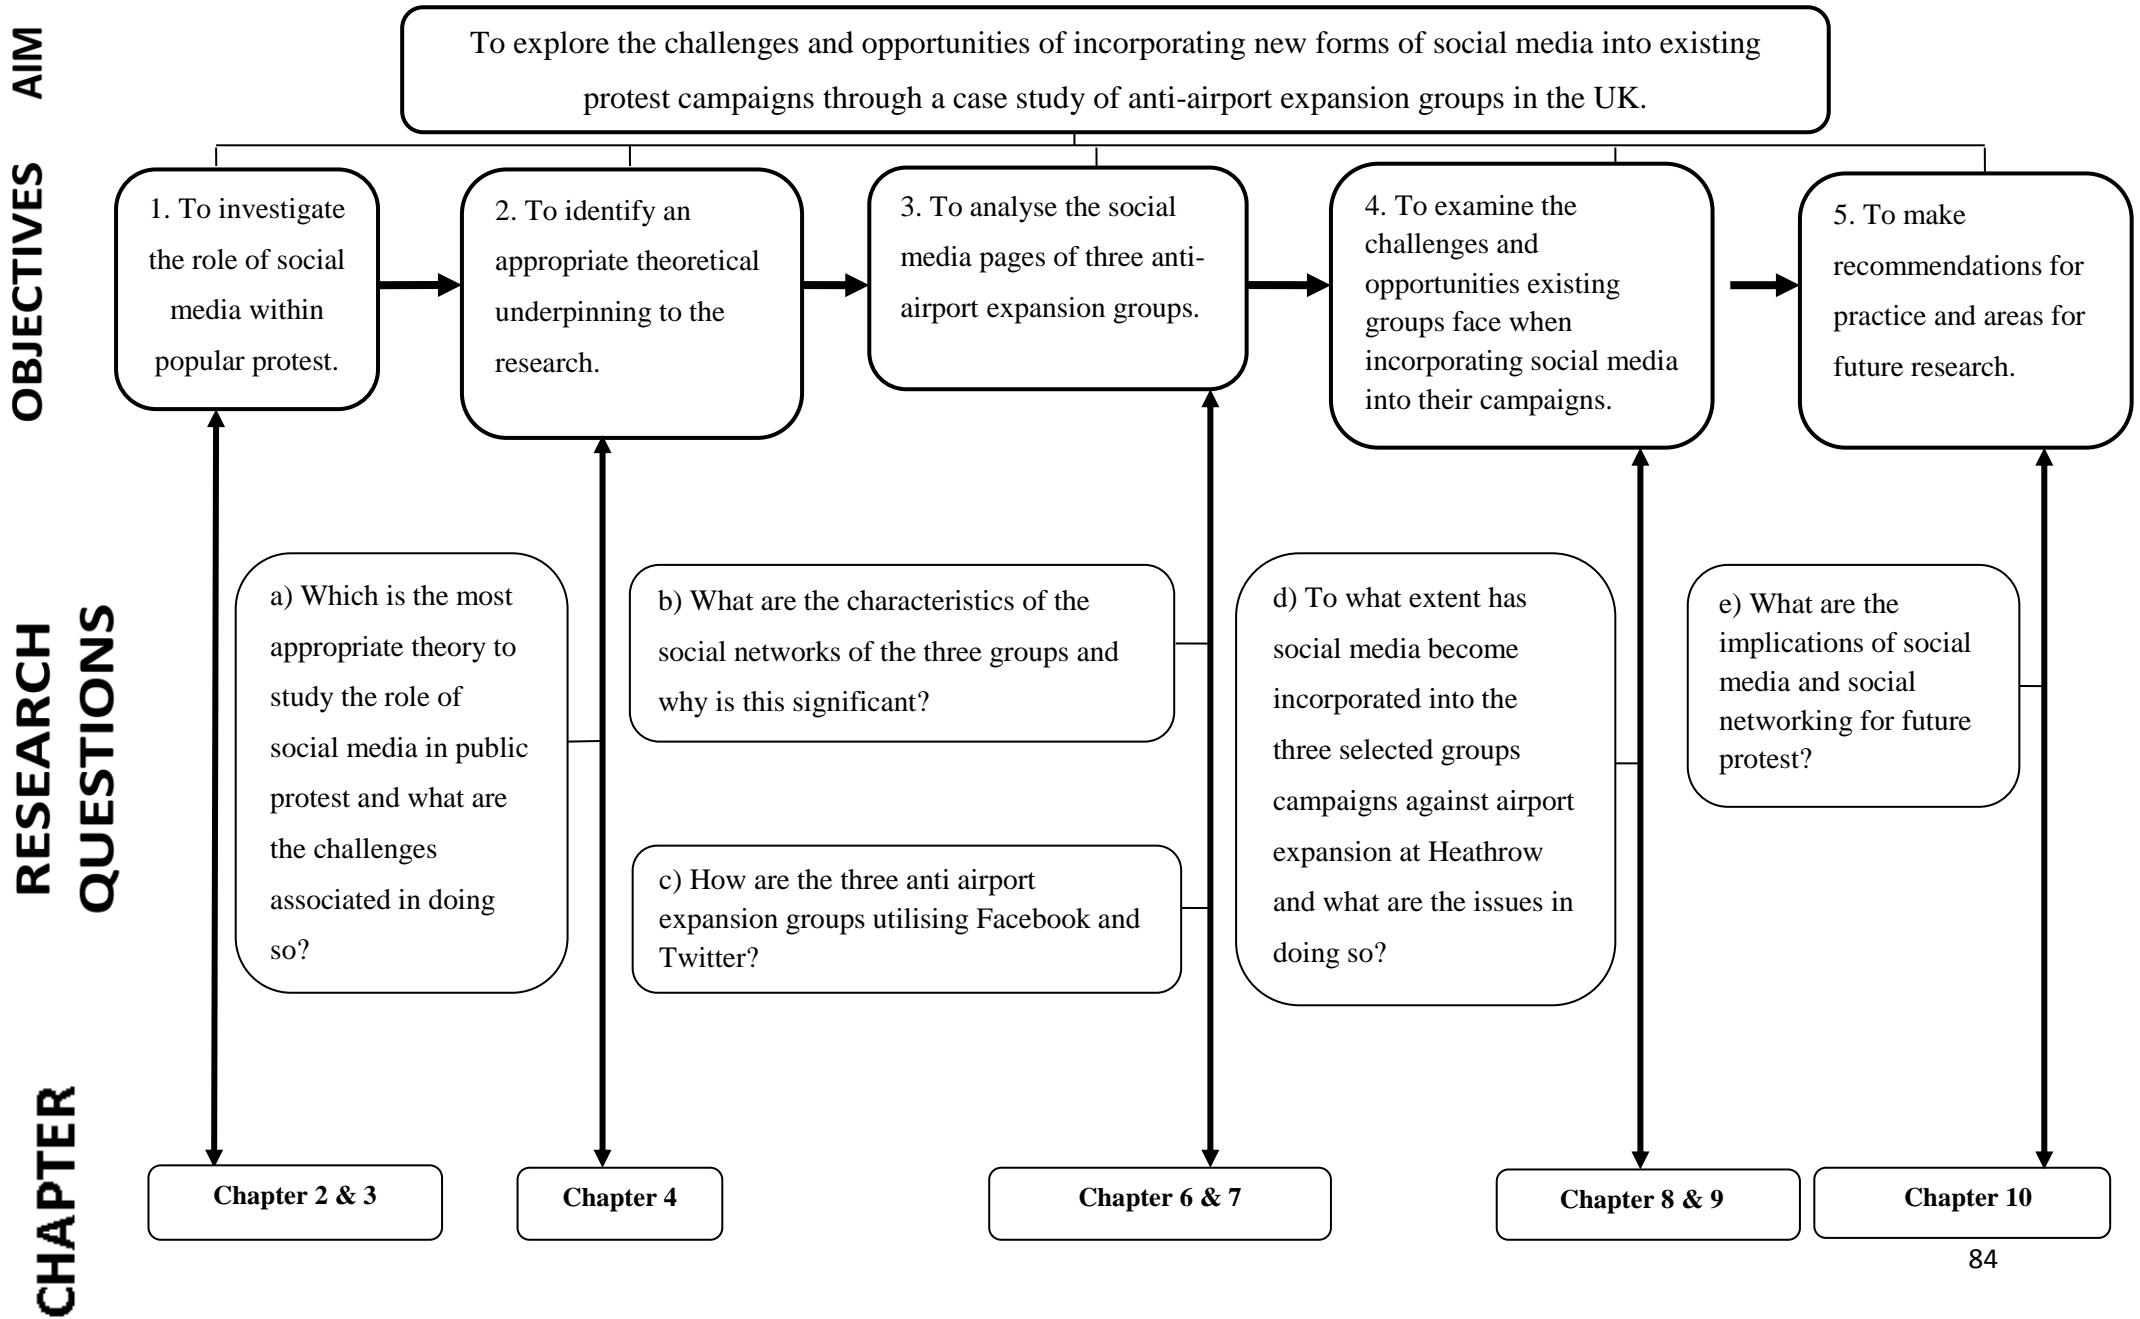 AIM
To explore the challenges and opportunities of incorporating new forms of social media into existing
protest campaigns through a case study of anti-airport expansion groups in the UK.
OBJECTIVES
1. To investigate
the role of social
media within
popular protest.
2. To identify an
appropriate theoretical
underpinning to the
research.
3. To analyse the social
media pages of three anti-
airport expansion groups.
4. To examine the
challenges and
opportunities existing
groups face when
incorporating social media
into their campaigns.
5. To make
recommendations for
practice and areas for
future research.
RESEARCH
QUESTIONS
a) Which is the most
appropriate theory to
study the role of
social media in public
protest and what are
the challenges
associated in doing
so?
b) What are the characteristics of the
social networks of the three groups and
why is this significant?
c) How are the three anti airport
expansion groups utilising Facebook and
Twitter?
d) To what extent has
social media become
incorporated into the
three selected groups
campaigns against airport
expansion at Heathrow
and what are the issues in
doing so?
e) What are the
implications of social
media and social
networking for future
protest?
CHAPTER
Chapter 2 & 3
Chapter 4
Chapter 6 & 7
Chapter 8 & 9
Chapter 10
84